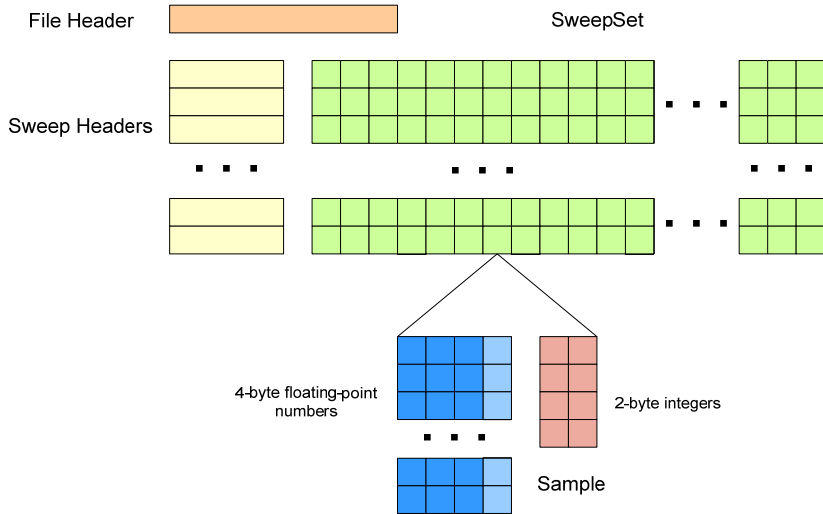 File Header
SweepSet
Sweep Headers
4-byte floating-point
numbers
2-byte integers
Sample